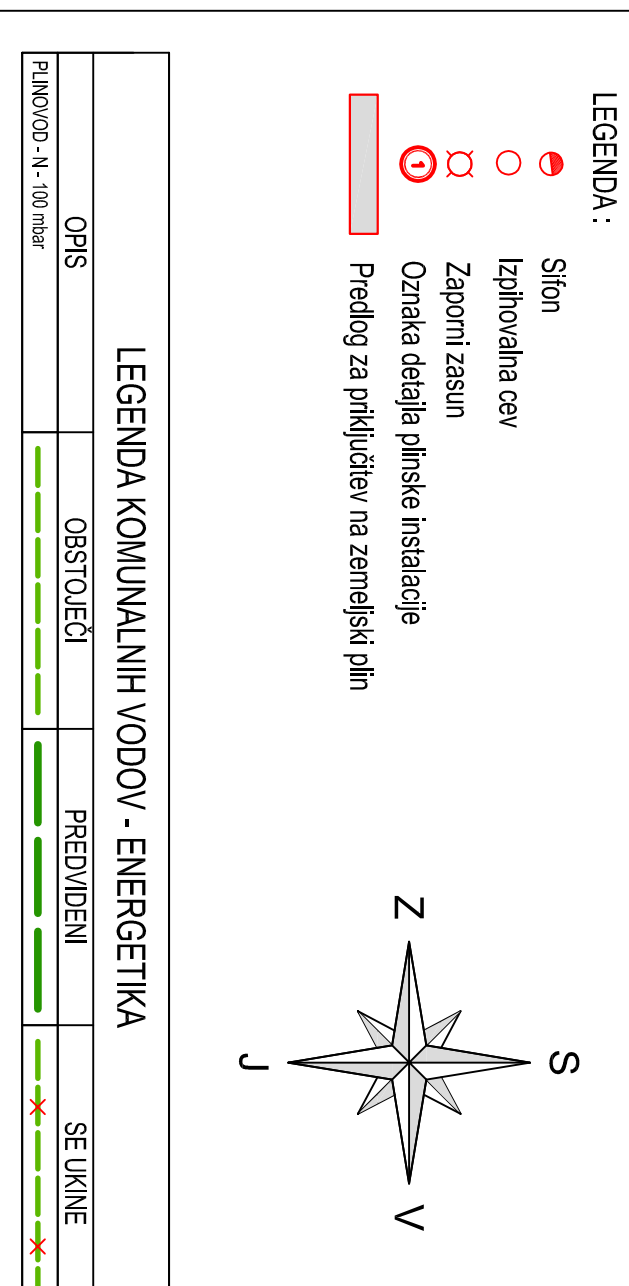 LEGENDA :
Sifon
Izpihovalna cev
Zaporni zasun
1
Oznaka detajla plinske instalacije
Predlog za priključitev na zemeljski plin
S
Z
V
J
LEGENDA KOMUNALNIH VODOV - ENERGETIKA
OPIS
OBSTOJEČI
PREDVIDENI
SE UKINE
PLINOVOD - N - 100 mbar